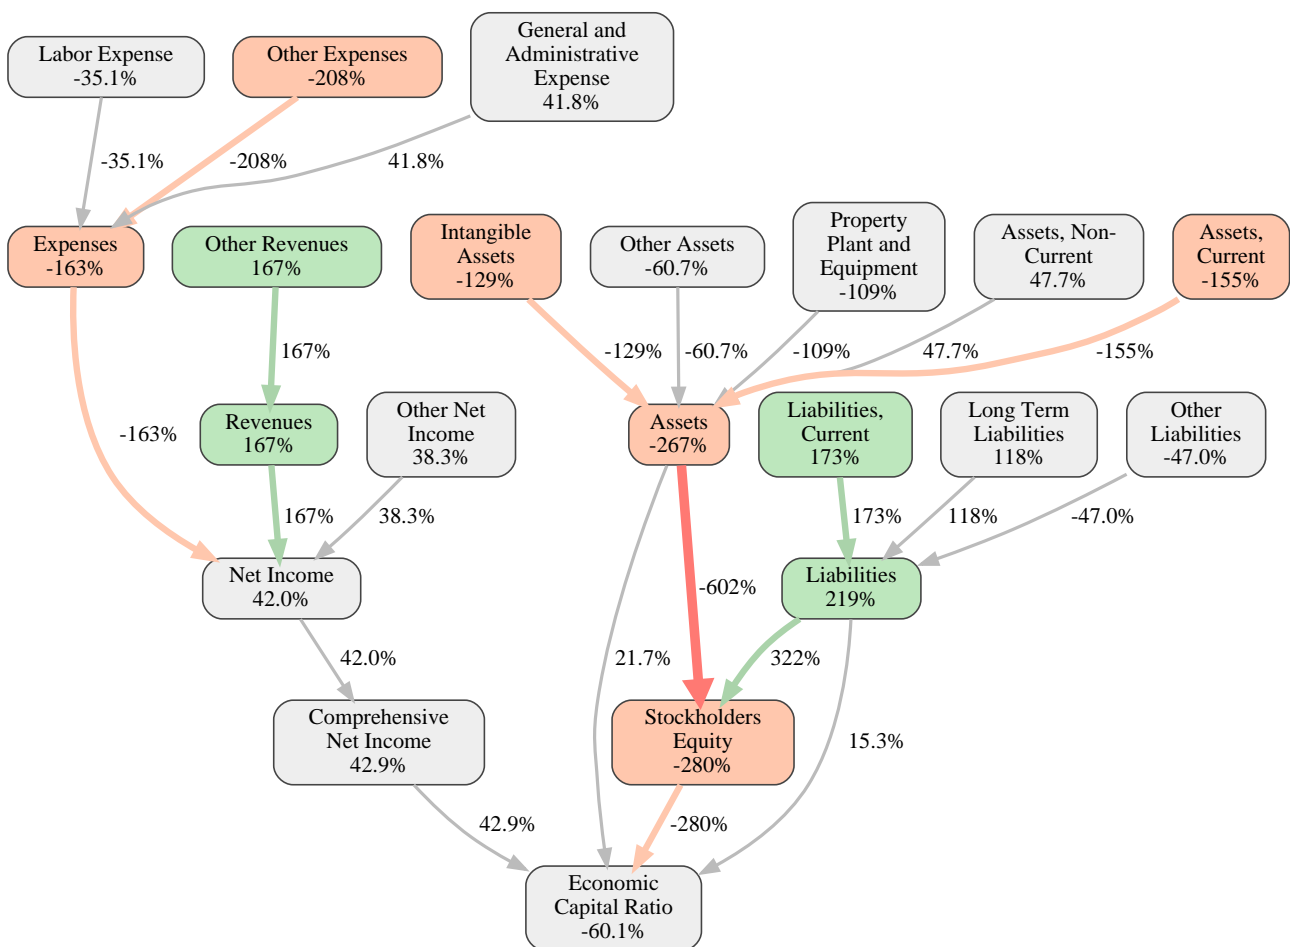 Labor Expense
-35.1%
Other Expenses
-208%
General and
Administrative
Expense
41.8%
-35.1%
-208%
41.8%
Expenses
-163%
Other Revenues
167%
Intangible
Assets
-129%
Other Assets
-60.7%
Property
Plant and
Equipment
-109%
Assets, Non-
Current
47.7%
Assets,
Current
-155%
167%
-129%
-60.7%
-109%
47.7%
-155%
-163%
Revenues
167%
Other Net
Income
38.3%
Assets
-267%
Liabilities,
Current
173%
Long Term
Liabilities
118%
Other
Liabilities
-47.0%
167%
38.3%
173%
118%
-47.0%
Net Income
42.0%
-602%
Liabilities
219%
42.0%
21.7%
322%
Comprehensive
Net Income
42.9%
Stockholders
Equity
-280%
15.3%
42.9%
-280%
Economic
Capital Ratio
-60.1%